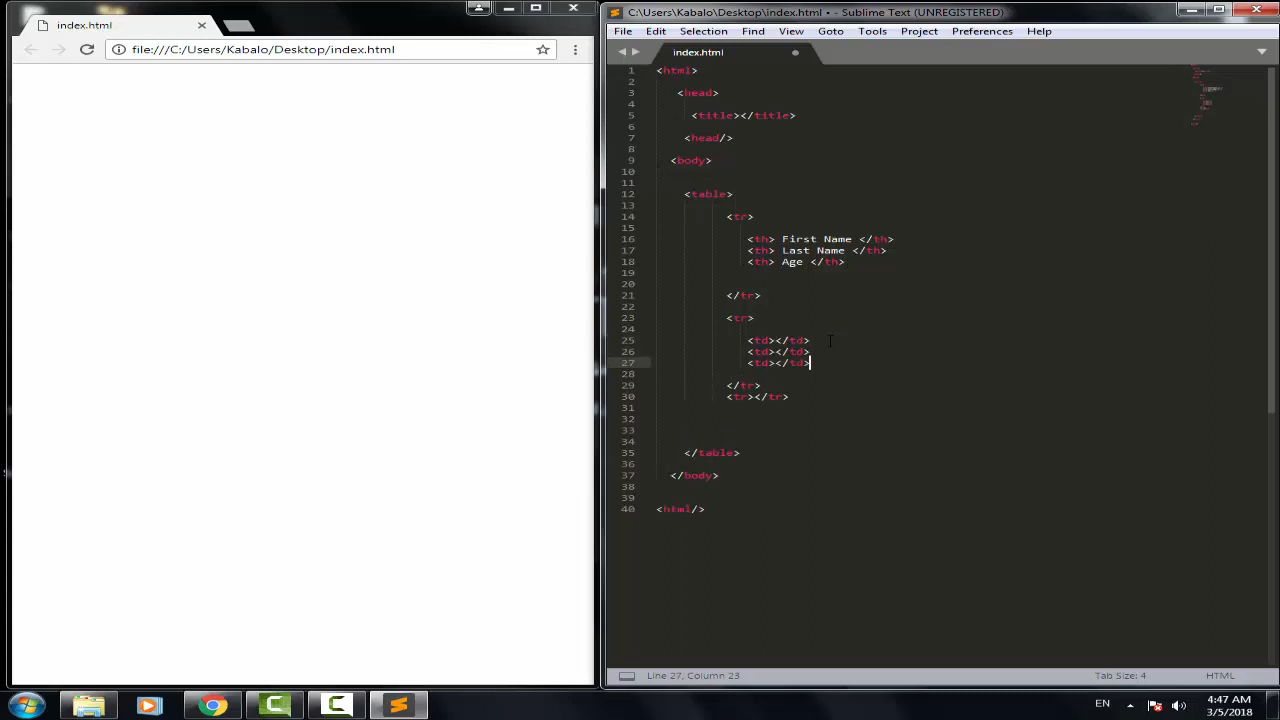 index.html
file:///C:/Users/Kabalo/Desktop/index.html
C:\Users\Kabalo\Desktop\index.html • - Sublime Text (UNREGISTERED)
File Edit Selection Find View Goto Tools Project Preferences Help
index.html
1 <html>
2
3 <head>
4
5 <title></title>
6
7 <head/>
8
9 <body>
10
11
12 <table>
13
14 <tr>
15
16 <th> First Name </th>
17 <th> Last Name </th>
18 <th> Age </th>
19
20
21 </tr>
22
23 <tr>
24
25 <td></td>
26 <td></td>
27 <td></td>
28
29 </tr>
30 <tr></tr>
31
32
33
34
35 </table>
36
37 </body>
38
39
40 <html/>
Line 27, Column 23 Tab Size: 4 HTML
EN 4:47 AM
3/5/2018